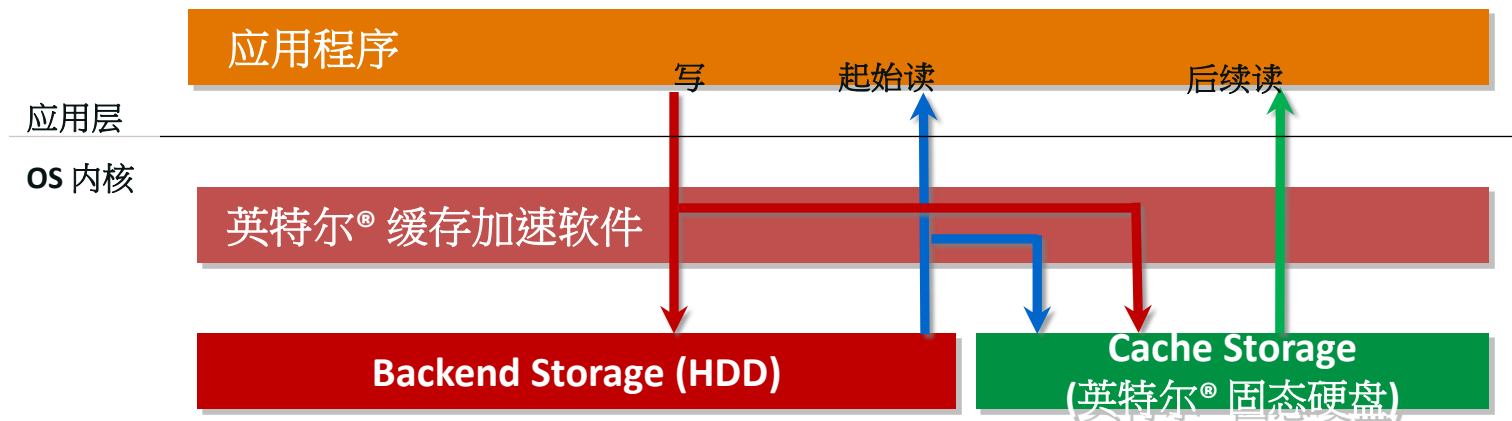 应用程序
写
起始读
后续读
应用层
OS 内核
英特尔® 缓存加速软件
Backend Storage (HDD)
Cache Storage
(英特尔® 固态硬盘)